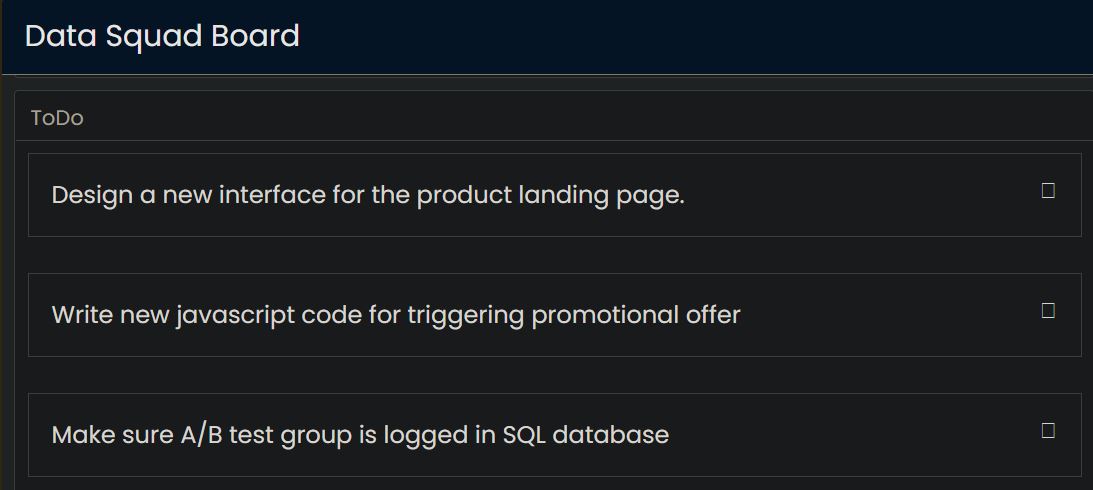 Data Squad Board
ToDo
Design a new interface for the product landing page.
Write new javascript code for triggering promotional offer
Make sure A/B test group is logged in SQL database